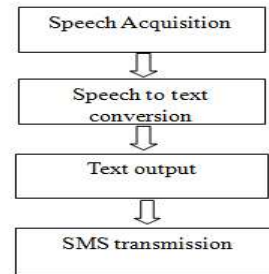 Speech Acquisition
Speech to text
conversion
Text output
SMS transmission